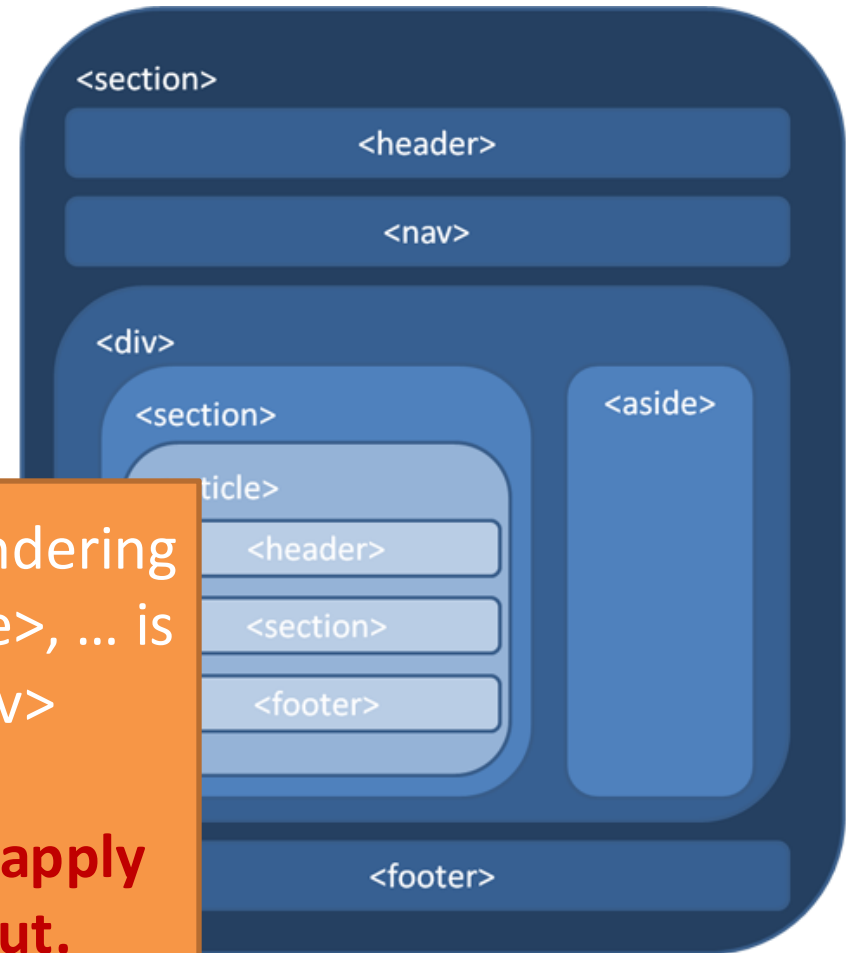 <section>
<header>
<nav>
<div>
<section>
<aside>
ticle>
<header>
<section>
<footer>
ndering
e>, ... is
v>
apply
ut.
<footer>